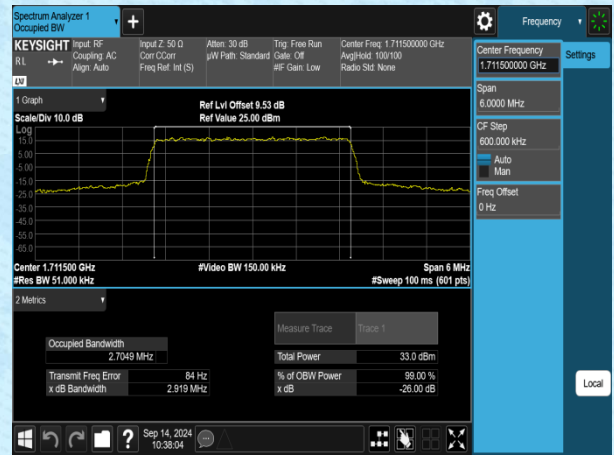 Spectrum Analyzer 1
Occupied BW
Frequency
KEYSIGHT
RL
LXI
Input: RF
Coupling: AC
Align: Auto
Input Z: 50 Ω
Corr CCorr
Freq Ref: Int (S)
Atten: 30 dB
µW Path: Standard
Trig: Free Run
Gate: Off
#IF Gain: Low
Center Freq: 1.711500000 GHz
Avg|Hold: 100/100
Radio Std: None
Center Frequency
1.711500000 GHz
Settings
Span
6.0000 MHz
CF Step
600.000 kHz
Auto
Man
Freq Offset
0 Hz
Local
1 Graph
Scale/Div 10.0 dB
Ref Lvl Offset 9.53 dB
Ref Value 25.00 dBm
Log
15.0
5.00
-5.00
-15.0
-25.0
-35.0
-45.0
-55.0
-65.0
Center 1.711500 GHz
#Video BW 150.00 kHz
Span 6 MHz
#Res BW 51.000 kHz
#Sweep 100 ms (601 pts)
2 Metrics
Measure Trace
Trace 1
Occupied Bandwidth
2.7049 MHz
Total Power
33.0 dBm
Transmit Freq Error
84 Hz
% of OBW Power
99.00 %
x dB Bandwidth
2.919 MHz
x dB
-26.00 dB
?
Sep 14, 2024
10:38:04